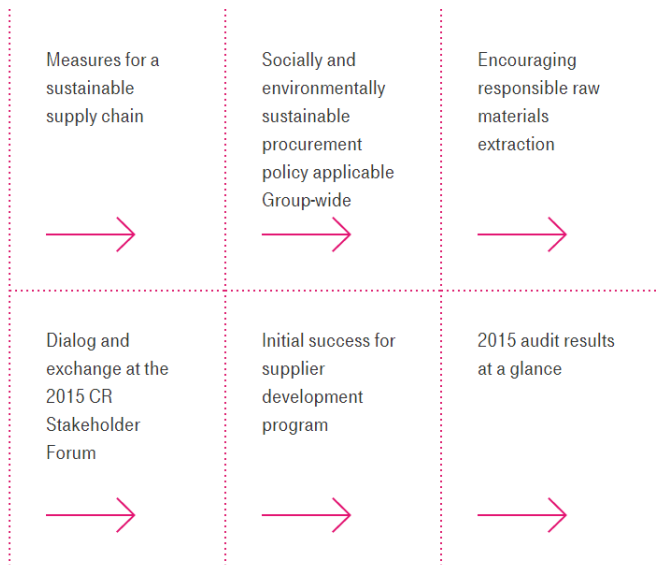 Measures for a
sustainable
supply chain
Socially and
environmentally
sustainable
procurement
policy applicable
Group-wide
Encouraging
responsible raw
materials
extraction
Dialog and
exchange at the
2015 CR
Stakeholder
Forum
Initial success for
supplier
development
program
2015 audit results
at a glance